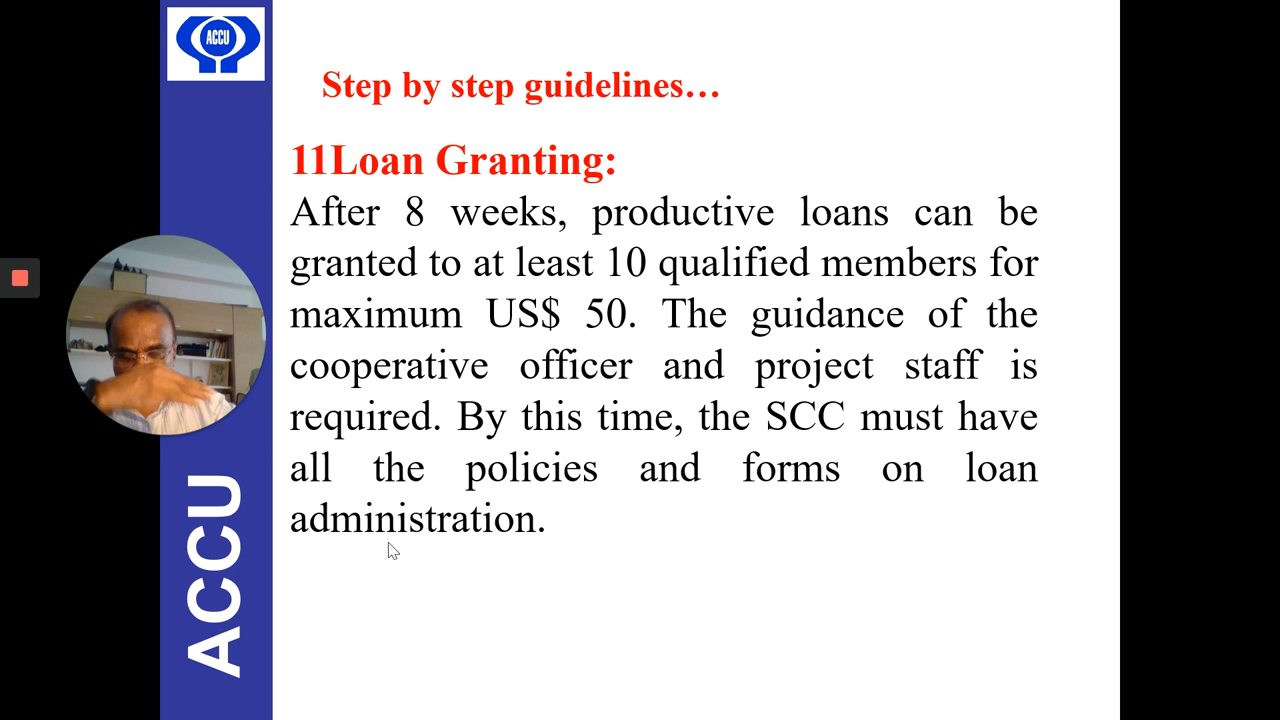 ACCU
Step by step guidelines…
11Loan Granting:
After 8 weeks, productive loans can be
granted to at least 10 qualified members for
maximum US$ 50. The guidance of the
cooperative officer and project staff is
required. By this time, the SCC must have
all the policies and forms on loan
administration.
ACCU